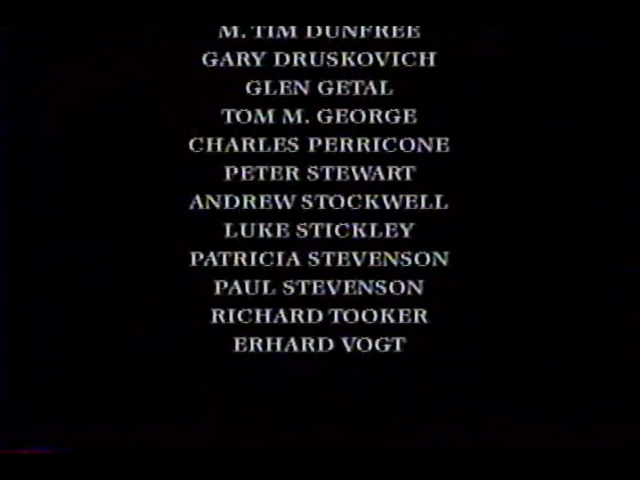 M. TIM DUNFREE
GARY DRUSKOVICH
GLEN GETAL
TOM M. GEORGE
CHARLES PERRICONE
PETER STEWART
ANDREW STOCKWELL
LUKE STICKLEY
PATRICIA STEVENSON
PAUL STEVENSON
RICHARD TOOKER
ERHARD VOGT